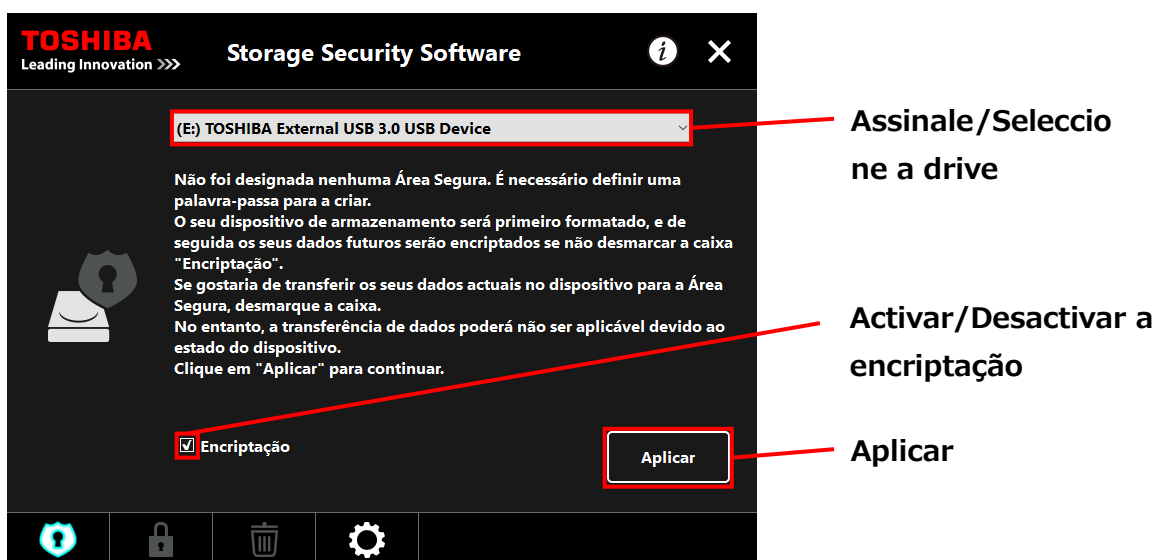 TOSHIBA
Leading Innovation >>>
Storage Security Software
(E:) TOSHIBA External USB 3.0 USB Device
Não foi designada nenhuma Área Segura. É necessário definir uma
palavra-passa para a criar.
O seu dispositivo de armazenamento será primeiro formatado, e de
seguida os seus dados futuros serão encriptados se não desmarcar a caixa
"Encriptação".
Se gostaria de transferir os seus dados actuais no dispositivo para a Área
Segura, desmarque a caixa.
No entanto, a transferência de dados poderá não ser aplicável devido ao
estado do dispositivo.
Clique em "Aplicar" para continuar.
Encriptação
Aplicar
Assinale/Seleccio
ne a drive
Activar/Desactivar a
encriptação
Aplicar